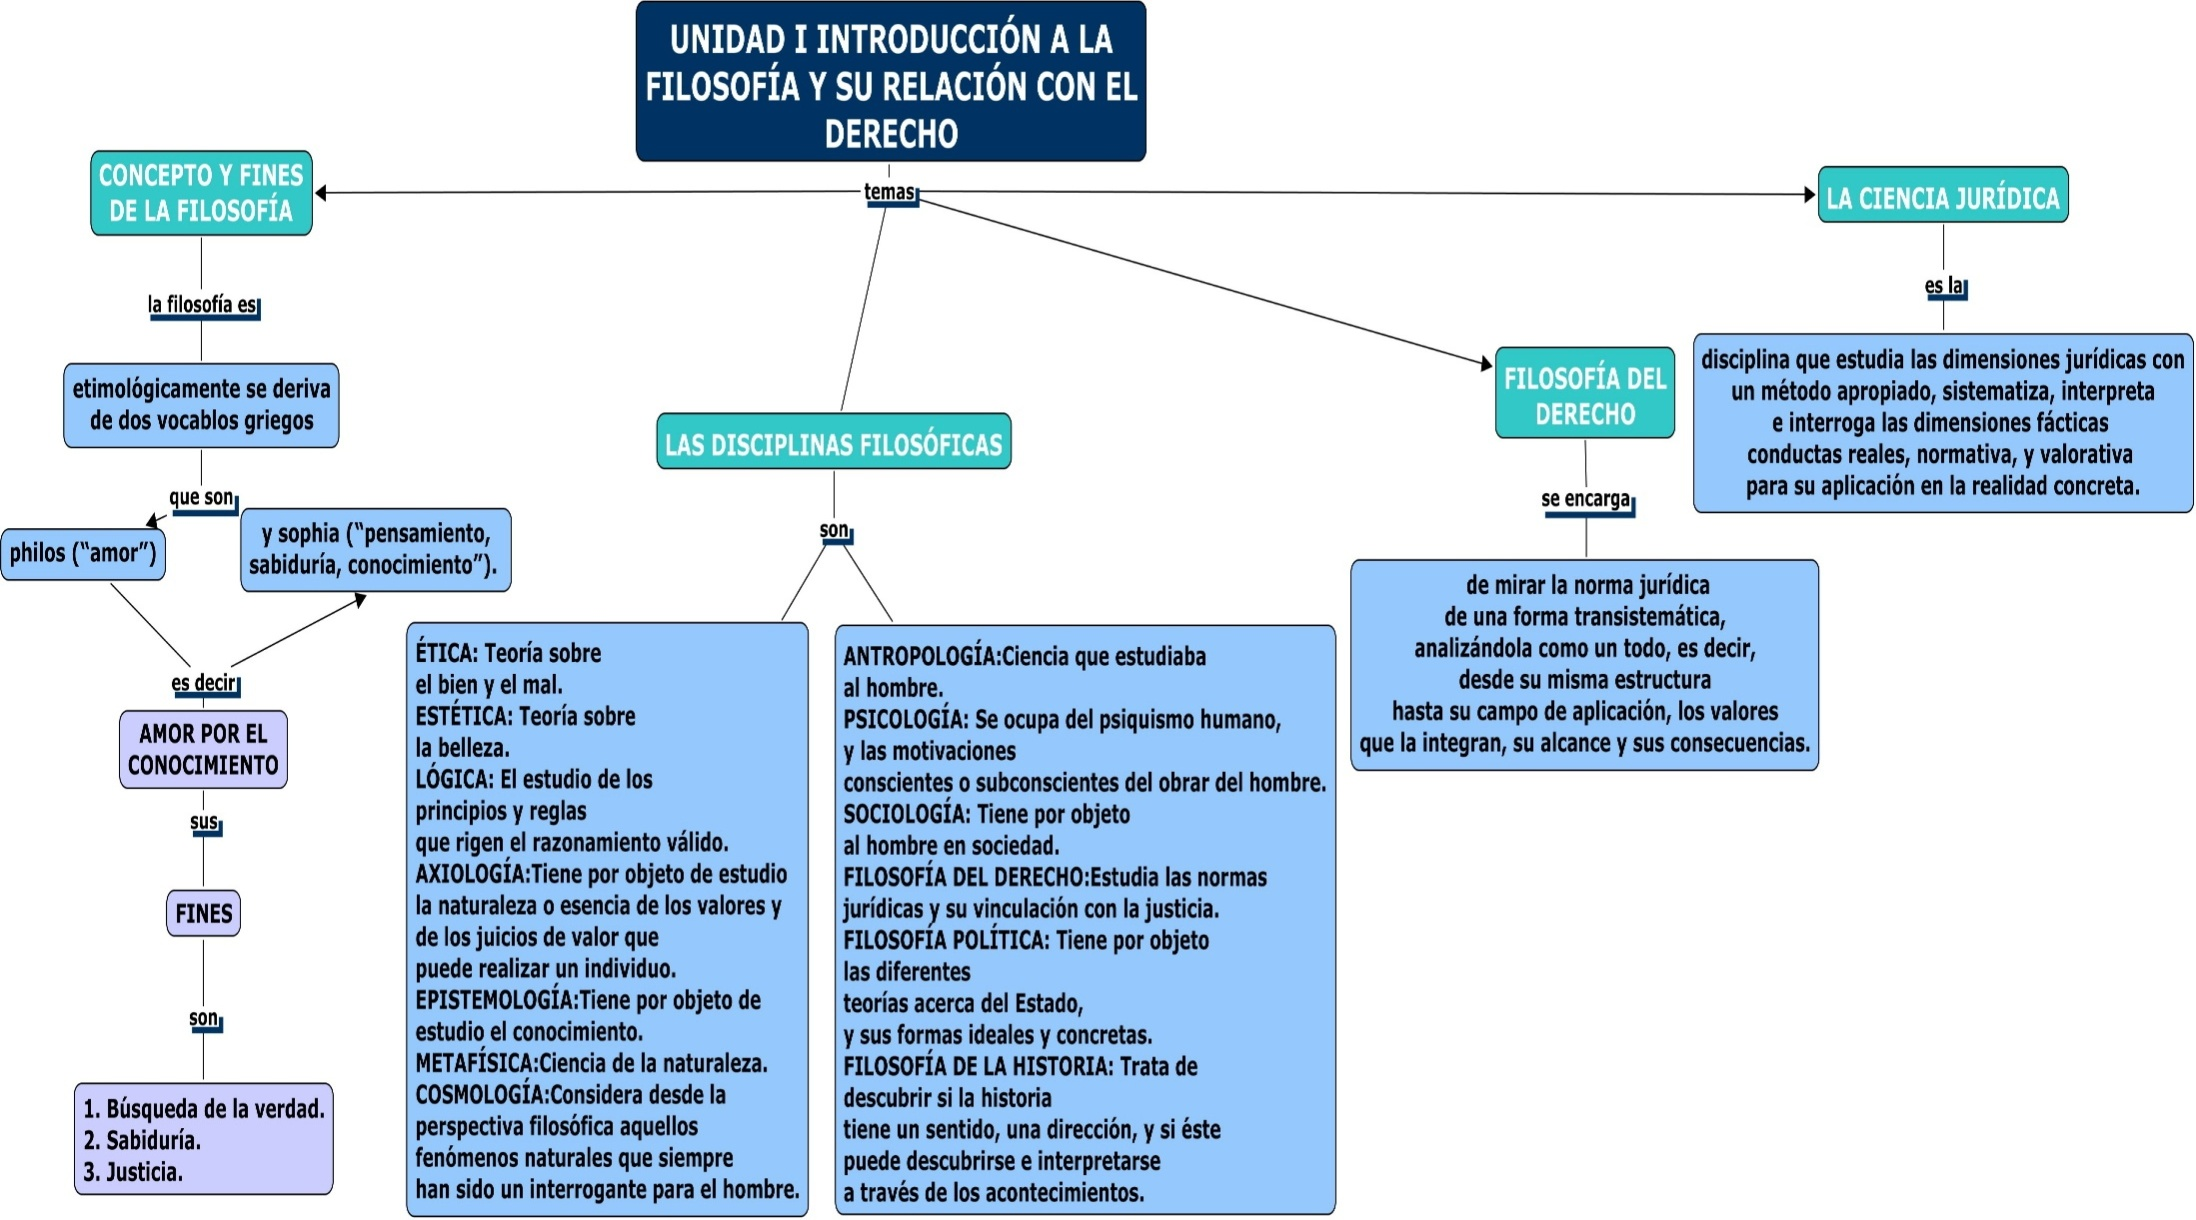 UNIDAD I INTRODUCCIÓN A LA
FILOSOFÍA Y SU RELACIÓN CON EL
DERECHO
temas
CONCEPTO Y FINES
DE LA FILOSOFÍA
la filosofía es
etimológicamente se deriva
de dos vocablos griegos
que son
philos (“amor”)
y sophia (“pensamiento,
sabiduría, conocimiento”).
es decir
AMOR POR EL
CONOCIMIENTO
sus
FINES
son
1. Búsqueda de la verdad.
2. Sabiduría.
3. Justicia.
LAS DISCIPLINAS FILOSÓFICAS
son
ÉTICA: Teoría sobre
el bien y el mal.
ESTÉTICA: Teoría sobre
la belleza.
LÓGICA: El estudio de los
principios y reglas
que rigen el razonamiento válido.
AXIOLOGÍA:Tiene por objeto de estudio
la naturaleza o esencia de los valores y
de los juicios de valor que
puede realizar un individuo.
EPISTEMOLOGÍA:Tiene por objeto de
estudio el conocimiento.
METAFÍSICA:Ciencia de la naturaleza.
COSMOLOGÍA:Considera desde la
perspectiva filosófica aquellos
fenómenos naturales que siempre
han sido un interrogante para el hombre.
ANTROPOLOGÍA:Ciencia que estudiaba
al hombre.
PSICOLOGÍA: Se ocupa del psiquismo humano,
y las motivaciones
conscientes o subconscientes del obrar del hombre.
SOCIOLOGÍA: Tiene por objeto
al hombre en sociedad.
FILOSOFÍA DEL DERECHO:Estudia las normas
jurídicas y su vinculación con la justicia.
FILOSOFÍA POLÍTICA: Tiene por objeto
las diferentes
teorías acerca del Estado,
y sus formas ideales y concretas.
FILOSOFÍA DE LA HISTORIA: Trata de
descubrir si la historia
tiene un sentido, una dirección, y si éste
puede descubrirse e interpretarse
a través de los acontecimientos.
FILOSOFÍA DEL
DERECHO
se encarga
de mirar la norma jurídica
de una forma transistemática,
analizándola como un todo, es decir,
desde su misma estructura
hasta su campo de aplicación, los valores
que la integran, su alcance y sus consecuencias.
LA CIENCIA JURÍDICA
es la
disciplina que estudia las dimensiones jurídicas con
un método apropiado, sistematiza, interpreta
e interroga las dimensiones fácticas
conductas reales, normativa, y valorativa
para su aplicación en la realidad concreta.